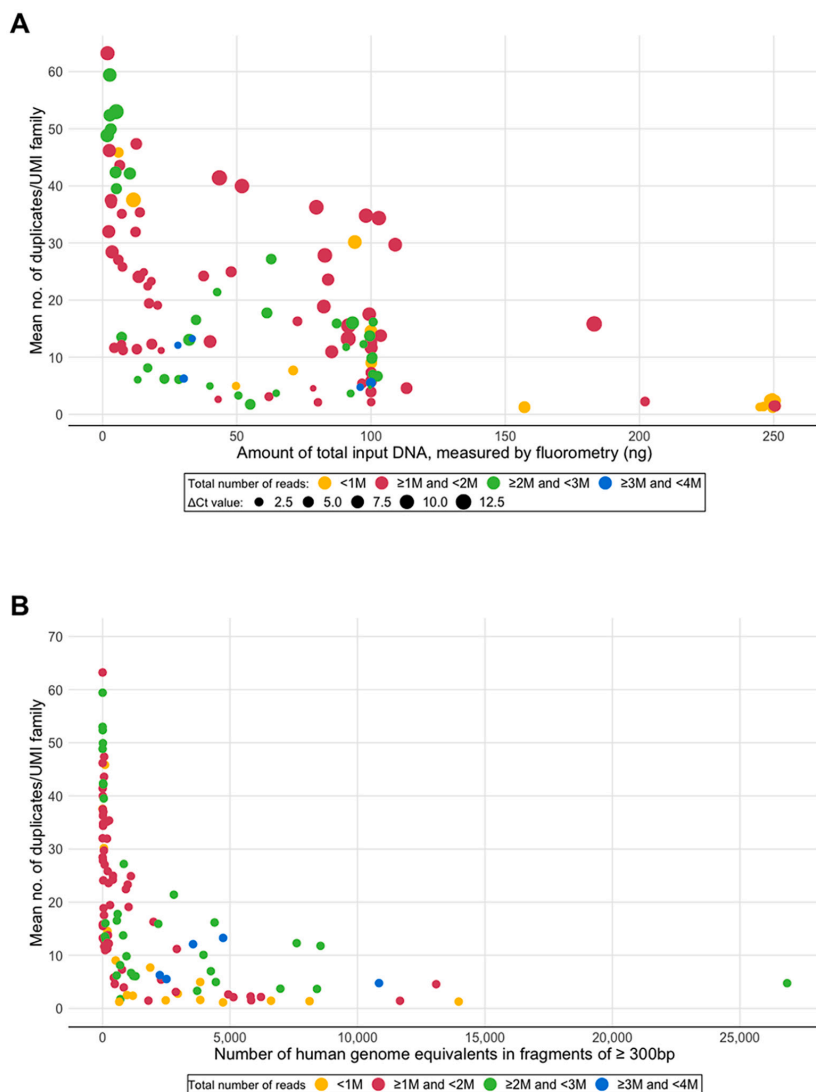 A
60
50
40
30
20
10
0
Mean no. of duplicates/UMI family
0 50 100 150 200 250
Amount of total input DNA, measured by fluorometry (ng)
Total number of reads: <1M ≥1M and <2M ≥2M and <3M ≥3M and <4M
ΔCt value: 2.5 5.0 7.5 10.0 12.5
B
70
60
50
40
30
20
10
0
Mean no. of duplicates/UMI family
0 5,000 10,000 15,000 20,000 25,000
Number of human genome equivalents in fragments of ≥ 300bp
Total number of reads <1M ≥1M and <2M ≥2M and <3M ≥3M and <4M